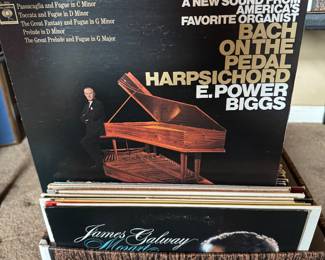 Passacaglia and Fugue in C Minor
Toccata and Fugue in D Minor
The Great Fantasy and Fugue in G Minor
Prelude in D Minor
The Great Prelude and Fugue in G Major
A NEW SOUND FROM
AMERICA'S
FAVORITE ORGANIST
BACH
ON THE
PEDAL
HARPSICHORD
E. POWER
BIGGS
James Galway
Mozart